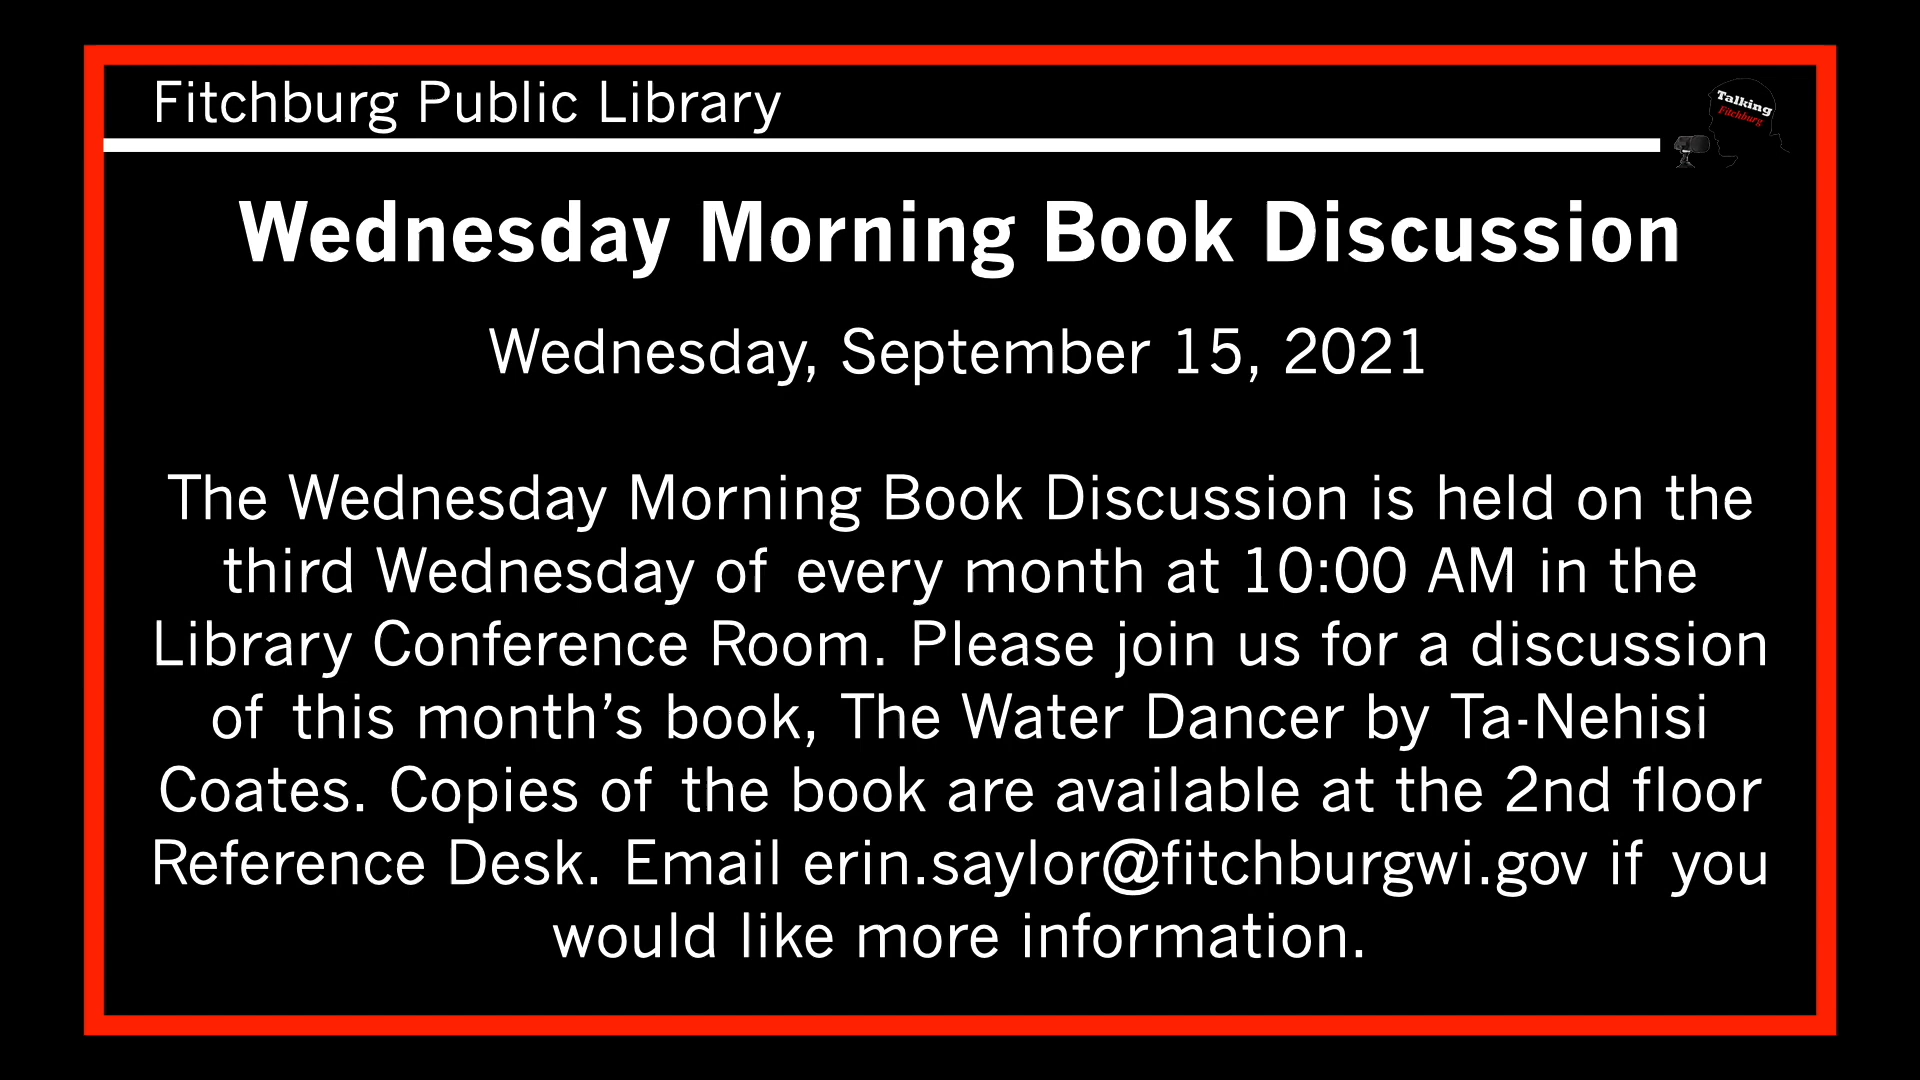 Fitchburg Public Library
Talking
Fitchburg
Wednesday Morning Book Discussion
Wednesday, September 15, 2021
The Wednesday Morning Book Discussion is held on the
third Wednesday of every month at 10:00 AM in the
Library Conference Room. Please join us for a discussion
of this month’s book, The Water Dancer by Ta-Nehisi
Coates. Copies of the book are available at the 2nd floor
Reference Desk. Email erin.saylor@fitchburgwi.gov if you
would like more information.